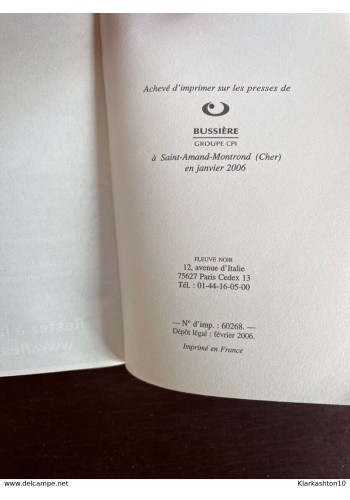 Achevé d'imprimer sur les presses de
BUSSIÈRE
GROUPE CPI
à Saint-Amand-Montrond (Cher)
en janvier 2006
FLEUVE NOIR
12, avenue d'Italie
75627 Paris Cedex 13
Tél. : 01-44-16-05-00
— N° d'imp. : 60268. —
Dépôt légal : février 2006.
Imprimé en France
www.delcampe.net
Klarkashton10